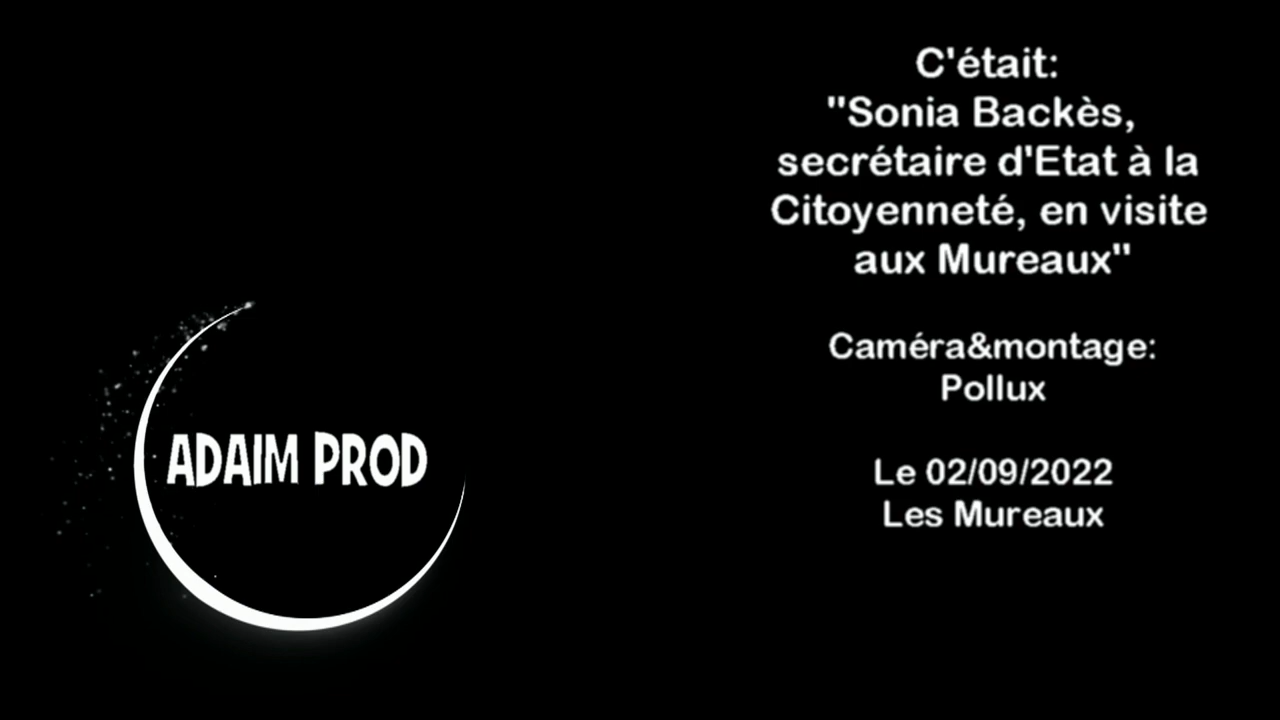 C'était:
"Sonia Backès,
secrétaire d'Etat à la
Citoyenneté, en visite
aux Mureaux"
Caméra&montage:
Pollux
Le 02/09/2022
Les Mureaux
ADAIM PROD